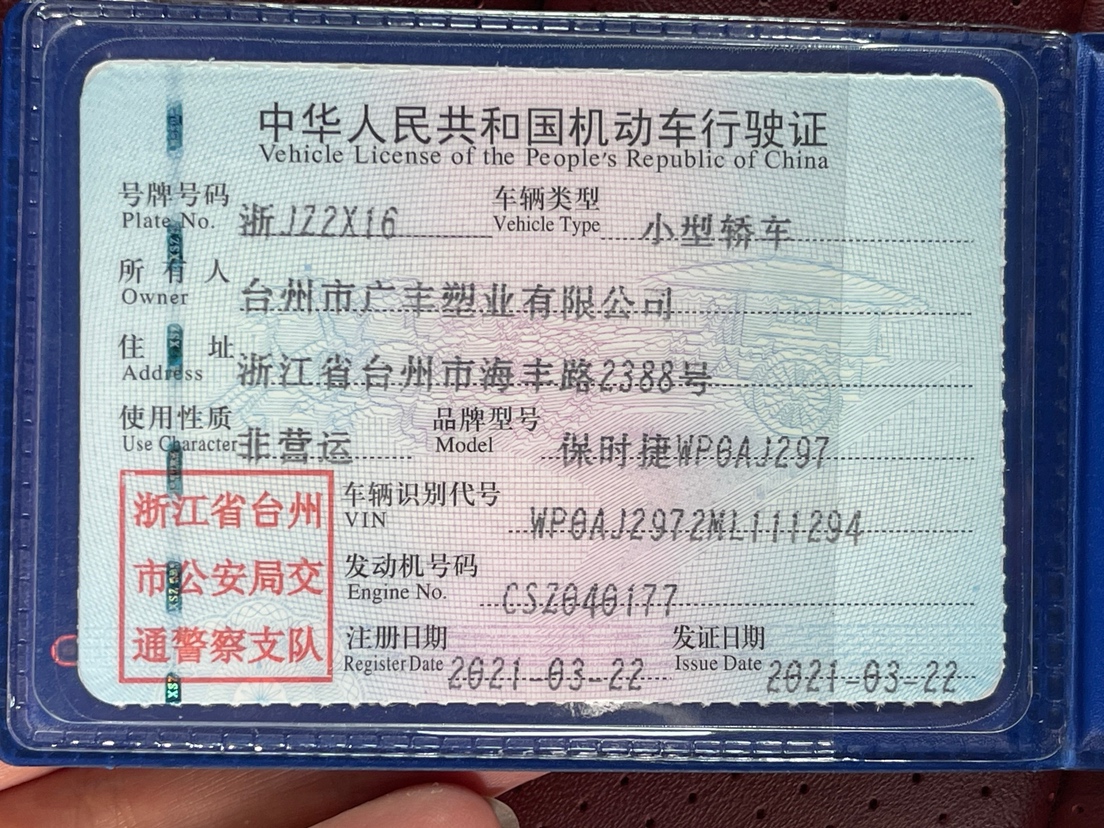 中华人民共和国机动车行驶证
Vehicle License of the People's Republic of China
号牌号码 浙JZ2X16 车辆类型 小型轿车
Plate No. Vehicle Type
所有人 台州市广丰塑业有限公司
Owner
住址 浙江省台州市海丰路2388号
Address
使用性质 非营运 品牌型号 保时捷WP0AJ297
Use Character Model
浙江省台州
市公安局交
通警察支队
车辆识别代号 WP0AJ2972ML111294
VIN
发动机号码 CSZ040177
Engine No.
注册日期 2021-03-22 发证日期 2021-03-22
Register Date Issue Date